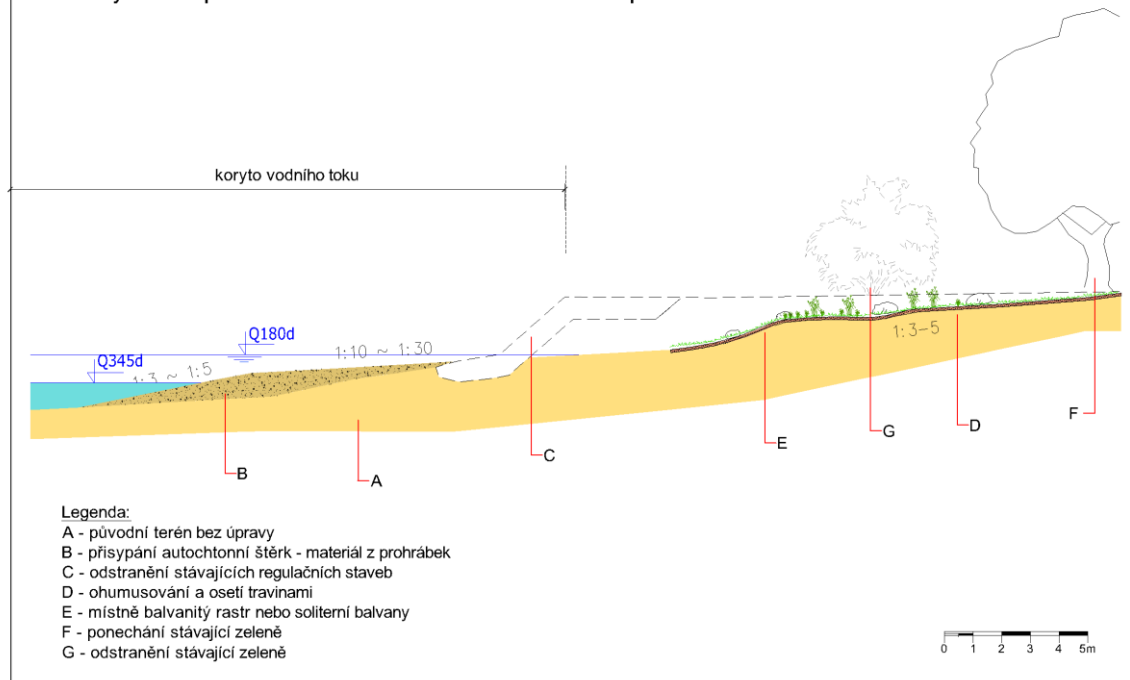 koryto vodního toku
Q180d
Q345d
1:3 ~ 1:5
1:10 ~ 1:30
1:3-5
B
A
C
E
G
D
F
Legenda:
A - původní terén bez úpravy
B - přisypání autochtonní štěrk - materiál z prohrábek
C - odstranění stávajících regulačních staveb
D - ohumusování a osetí travinami
E - místně balvanitý rastr nebo soliterní balvany
F - ponechání stávající zeleně
G - odstranění stávající zeleně
0 1 2 3 4 5m